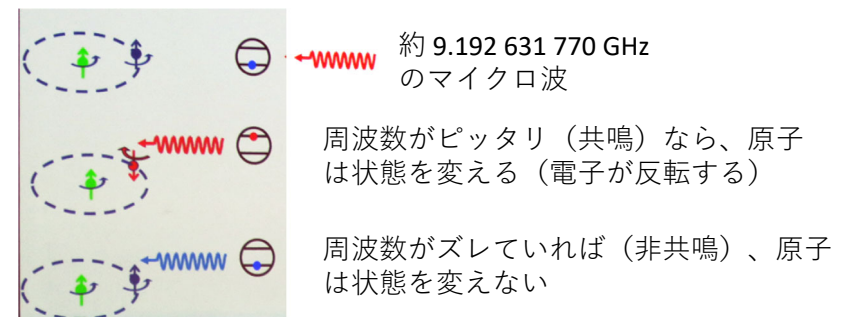 約 9.192 631 770 GHz
のマイクロ波
周波数がピッタリ（共鳴）なら、原子
は状態を変える（電子が反転する）
周波数がズレていれば（非共鳴）、原子
は状態を変えない